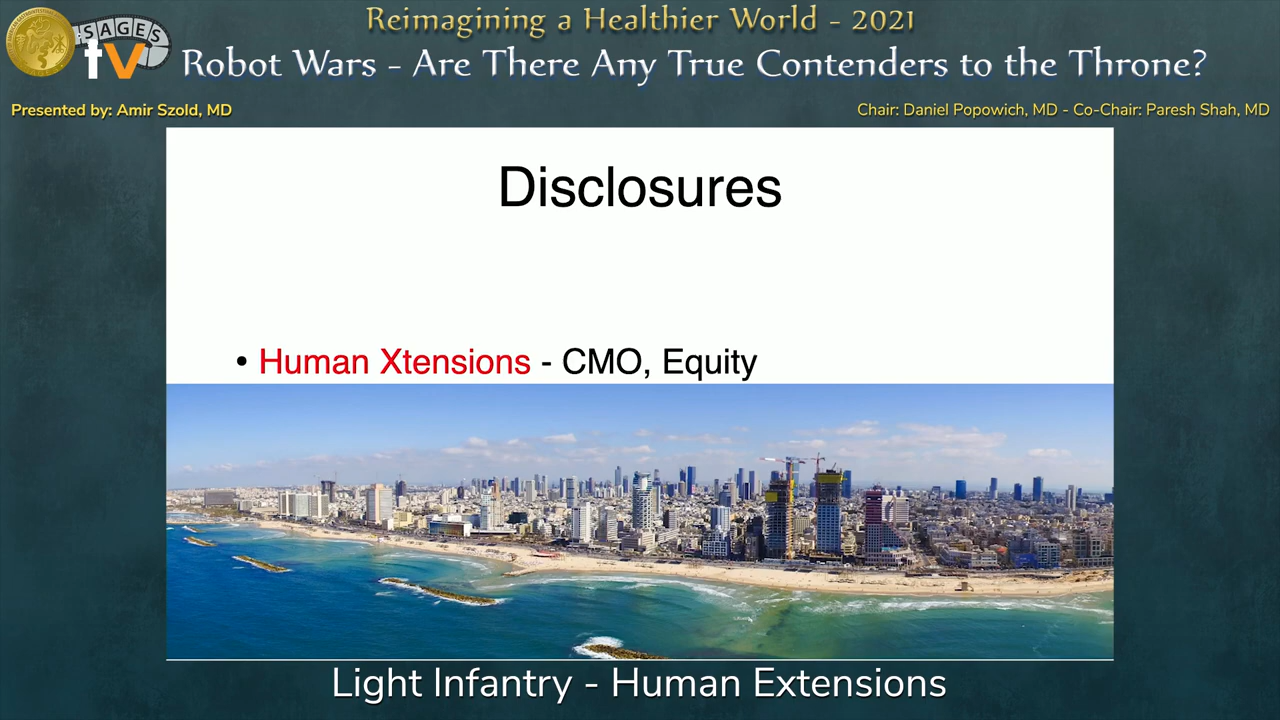 Reimagining a Healthier World - 2021
SAGES
tv
Robot Wars - Are There Any True Contenders to the Throne?
Presented by: Amir Szold, MD
Chair: Daniel Popowich, MD - Co-Chair: Paresh Shah, MD
Disclosures
• Human Xtensions - CMO, Equity
Light Infantry - Human Extensions